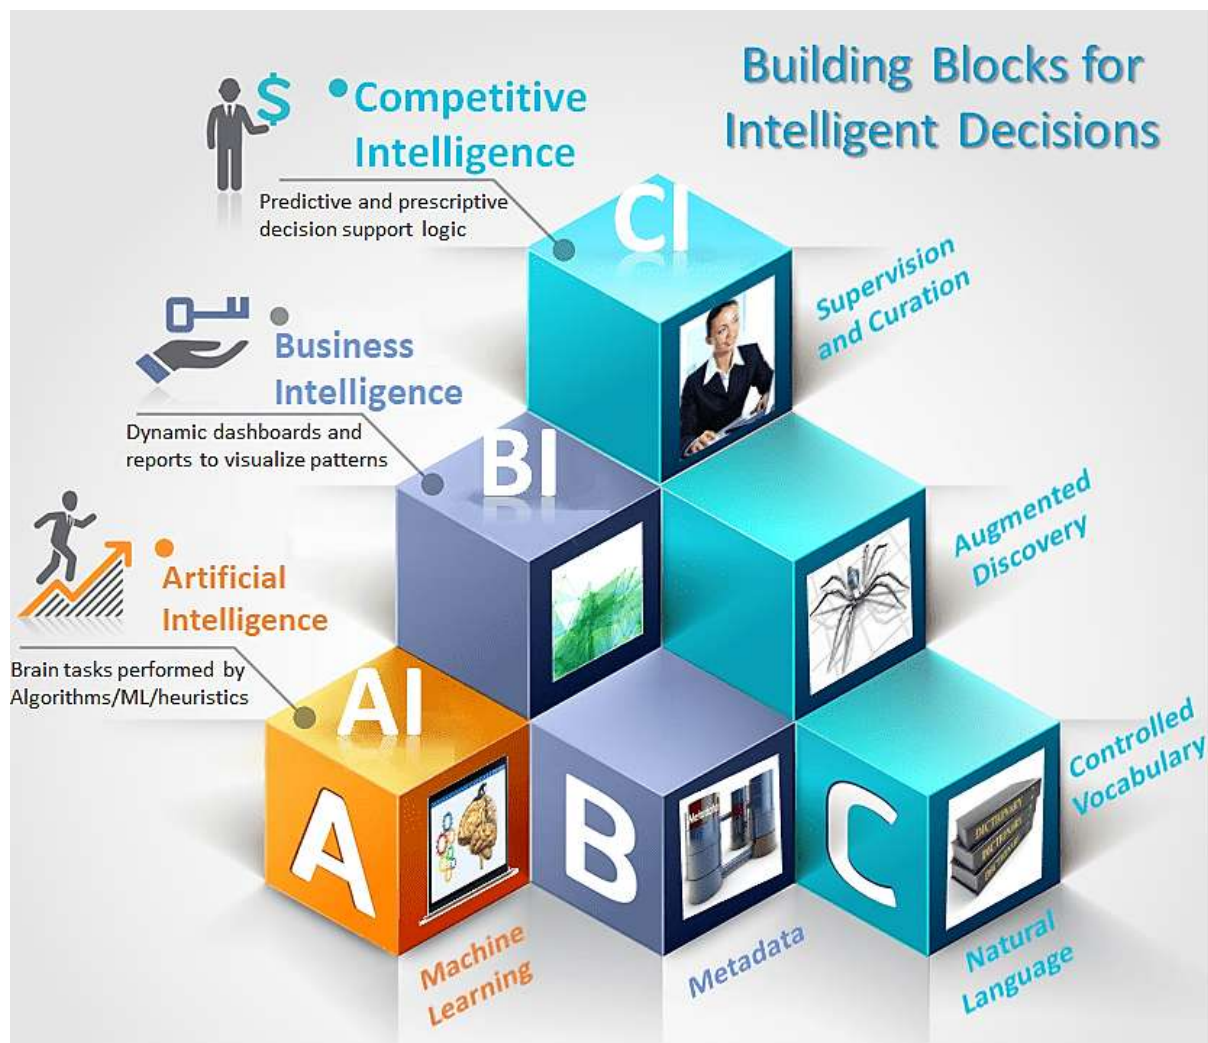 Building Blocks for
Intelligent Decisions
$
Competitive
Intelligence
Predictive and prescriptive
decision support logic
CI
Supervision
and Curation
Business
Intelligence
Dynamic dashboards and
reports to visualize patterns
BI
Augmented
Discovery
Artificial
Intelligence
Brain tasks performed by
Algorithms/ML/heuristics
AI
Controlled
Vocabulary
A
B
C
DICTIONARY
DICTIONARY
Machine
Learning
Metadata
Natural
Language